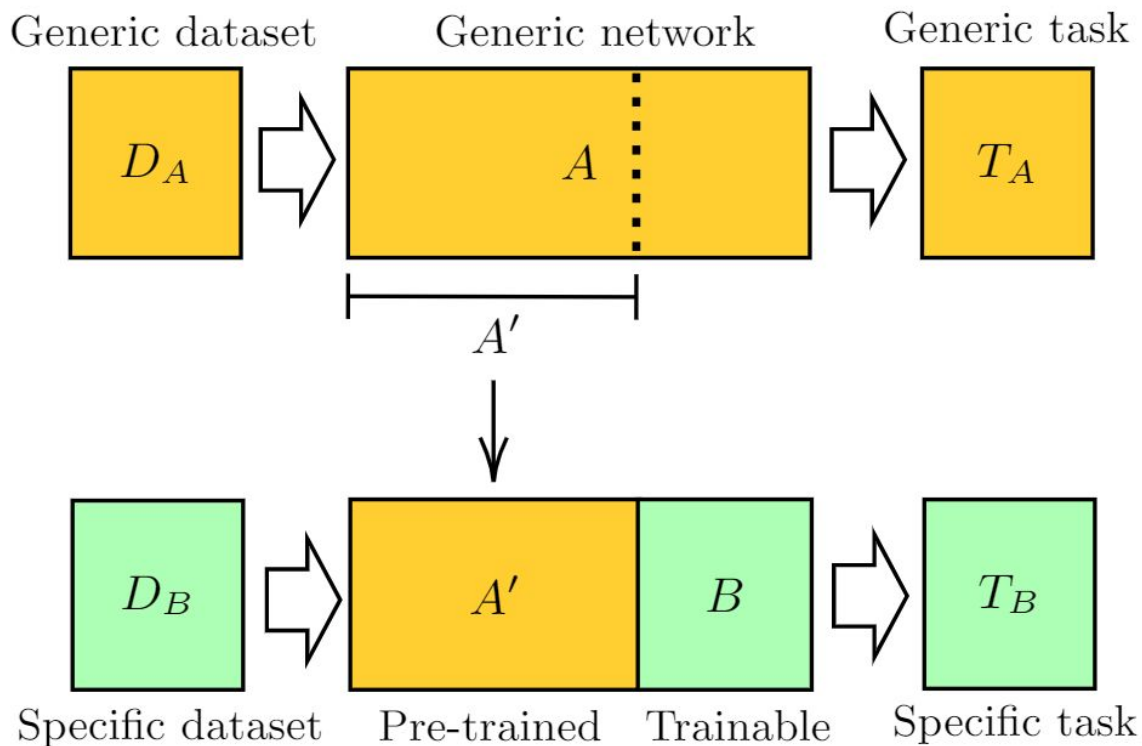 Generic dataset
Generic network
Generic task
D_A
A
T_A
A′
D_B
A′
B
T_B
Specific dataset
Pre-trained
Trainable
Specific task